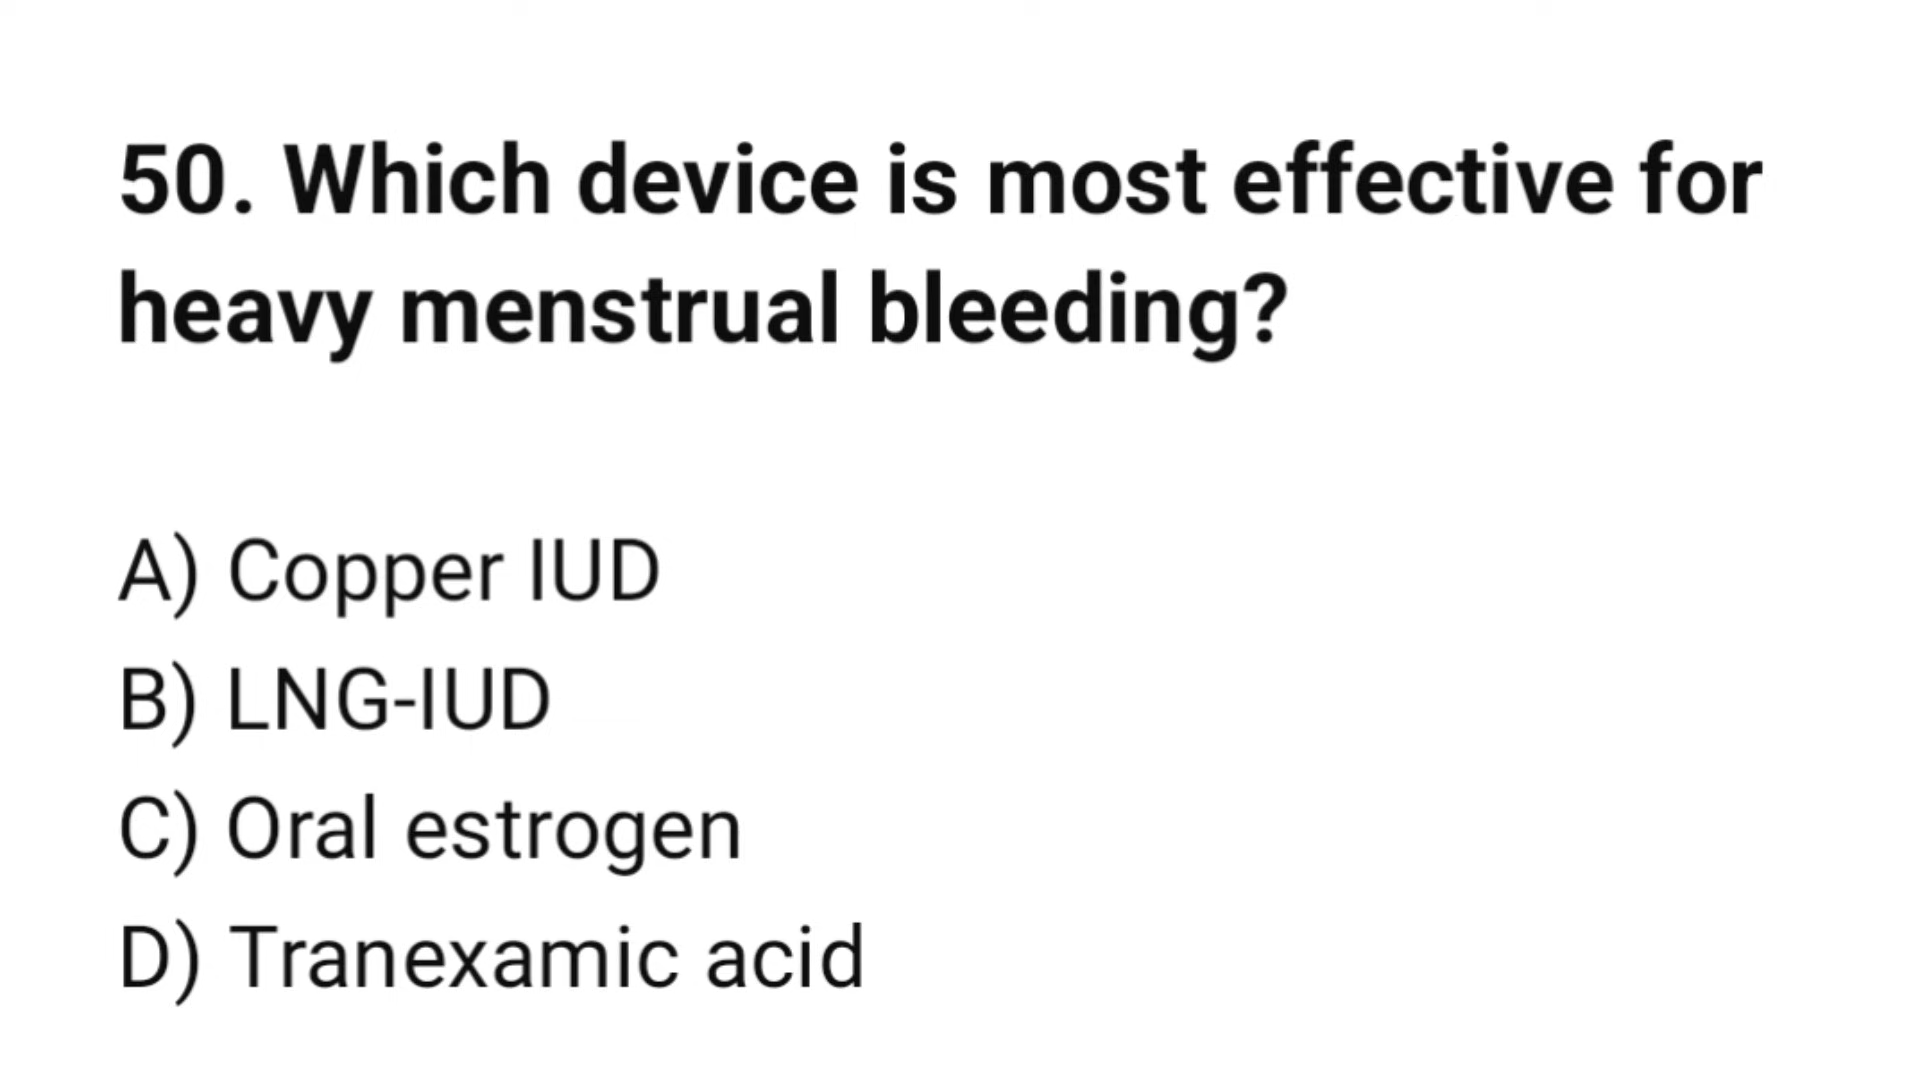 50. Which device is most effective for
heavy menstrual bleeding?
A) Copper IUD
B) LNG-IUD
C) Oral estrogen
D) Tranexamic acid